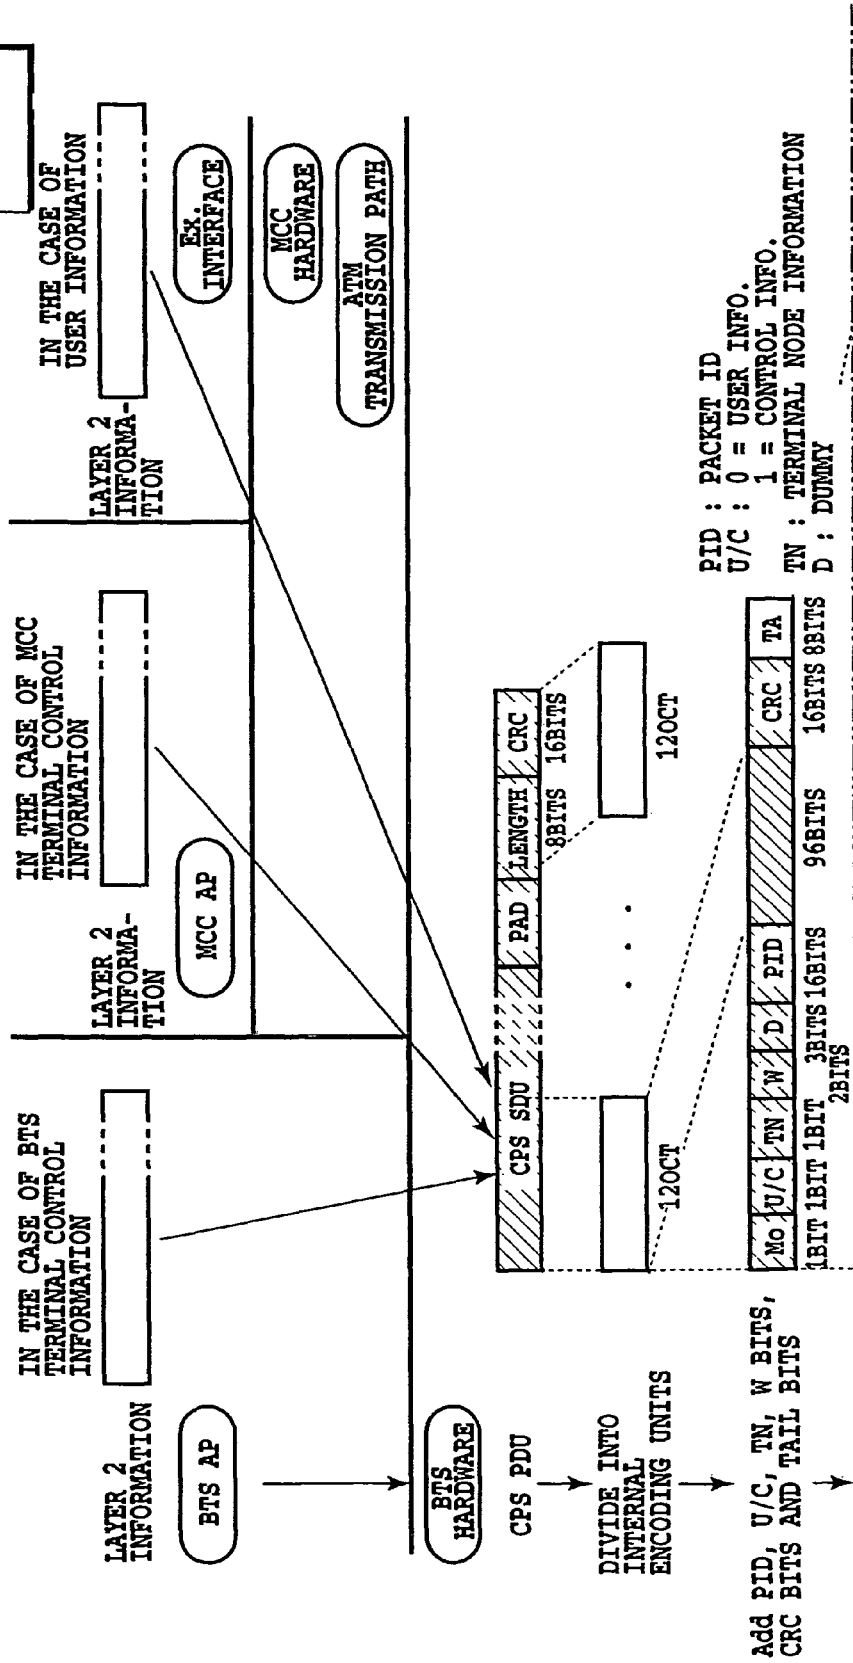 IN THE CASE OF BTS
TERMINAL CONTROL
INFORMATION
IN THE CASE OF MCC
TERMINAL CONTROL
INFORMATION
IN THE CASE OF
USER INFORMATION
LAYER 2
INFORMATION
LAYER 2
INFORMA-
TION
LAYER 2
INFORMA-
TION
BTS AP
MCC AP
EX.
INTERFACE
MCC
HARDWARE
ATM
TRANSMISSION PATH
BTS
HARDWARE
CPS PDU
CPS SDU
PAD
LENGTH
CRC
8BITS
16BITS
DIVIDE INTO
INTERNAL
ENCODING UNITS
12OCT
12OCT
PID : PACKET ID
U/C : 0 = USER INFO.
1 = CONTROL INFO.
TN : TERMINAL NODE INFORMATION
D : DUMMY
Add PID, U/C, TN, W BITS,
CRC BITS AND TAIL BITS
Mo U/C TN W D PID CRC TA
1BIT 1BIT 1BIT 3BITS 16BITS 96BITS 16BITS 8BITS
2BITS